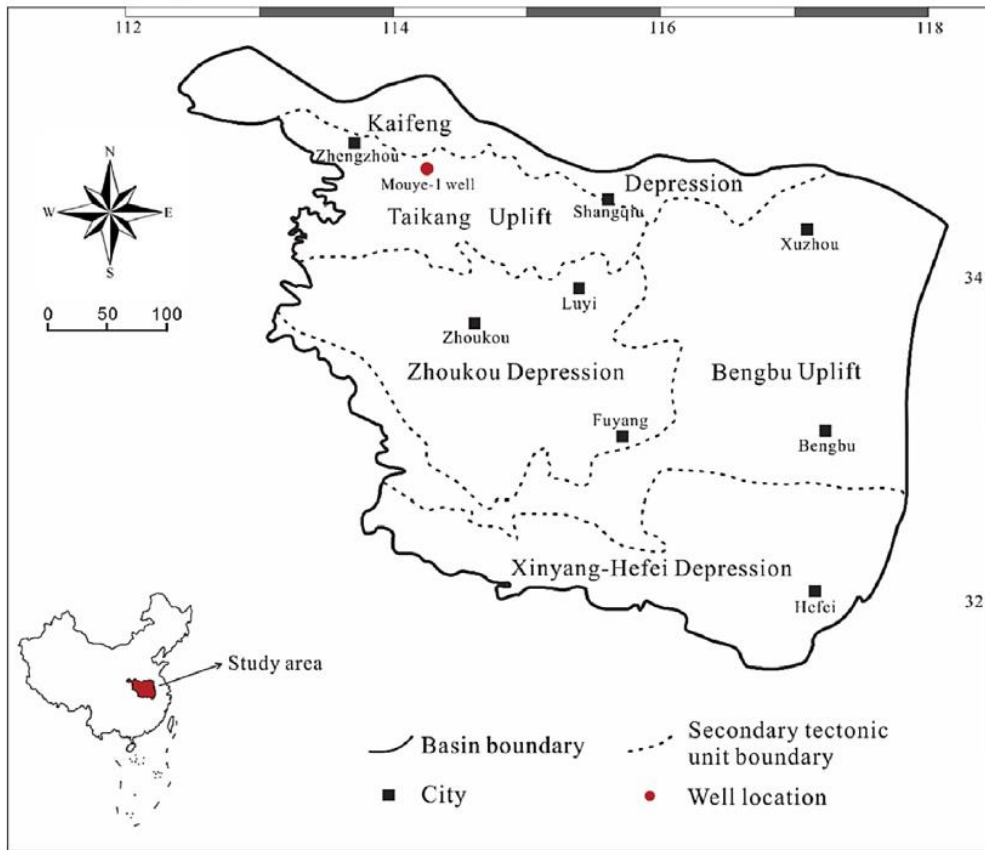 112
114
116
118
Kaifeng
Zhengzhou
Mouye-1 well
Depression
Taikang Uplift
Shangqiu
Xuzhou
N
W
E
S
34
0 50 100
Luyi
Zhoukou
Zhoukou Depression
Bengbu Uplift
Fuyang
Bengbu
Xinyang-Hefei Depression
32
Hefei
Study area
Basin boundary
Secondary tectonic
unit boundary
City
Well location